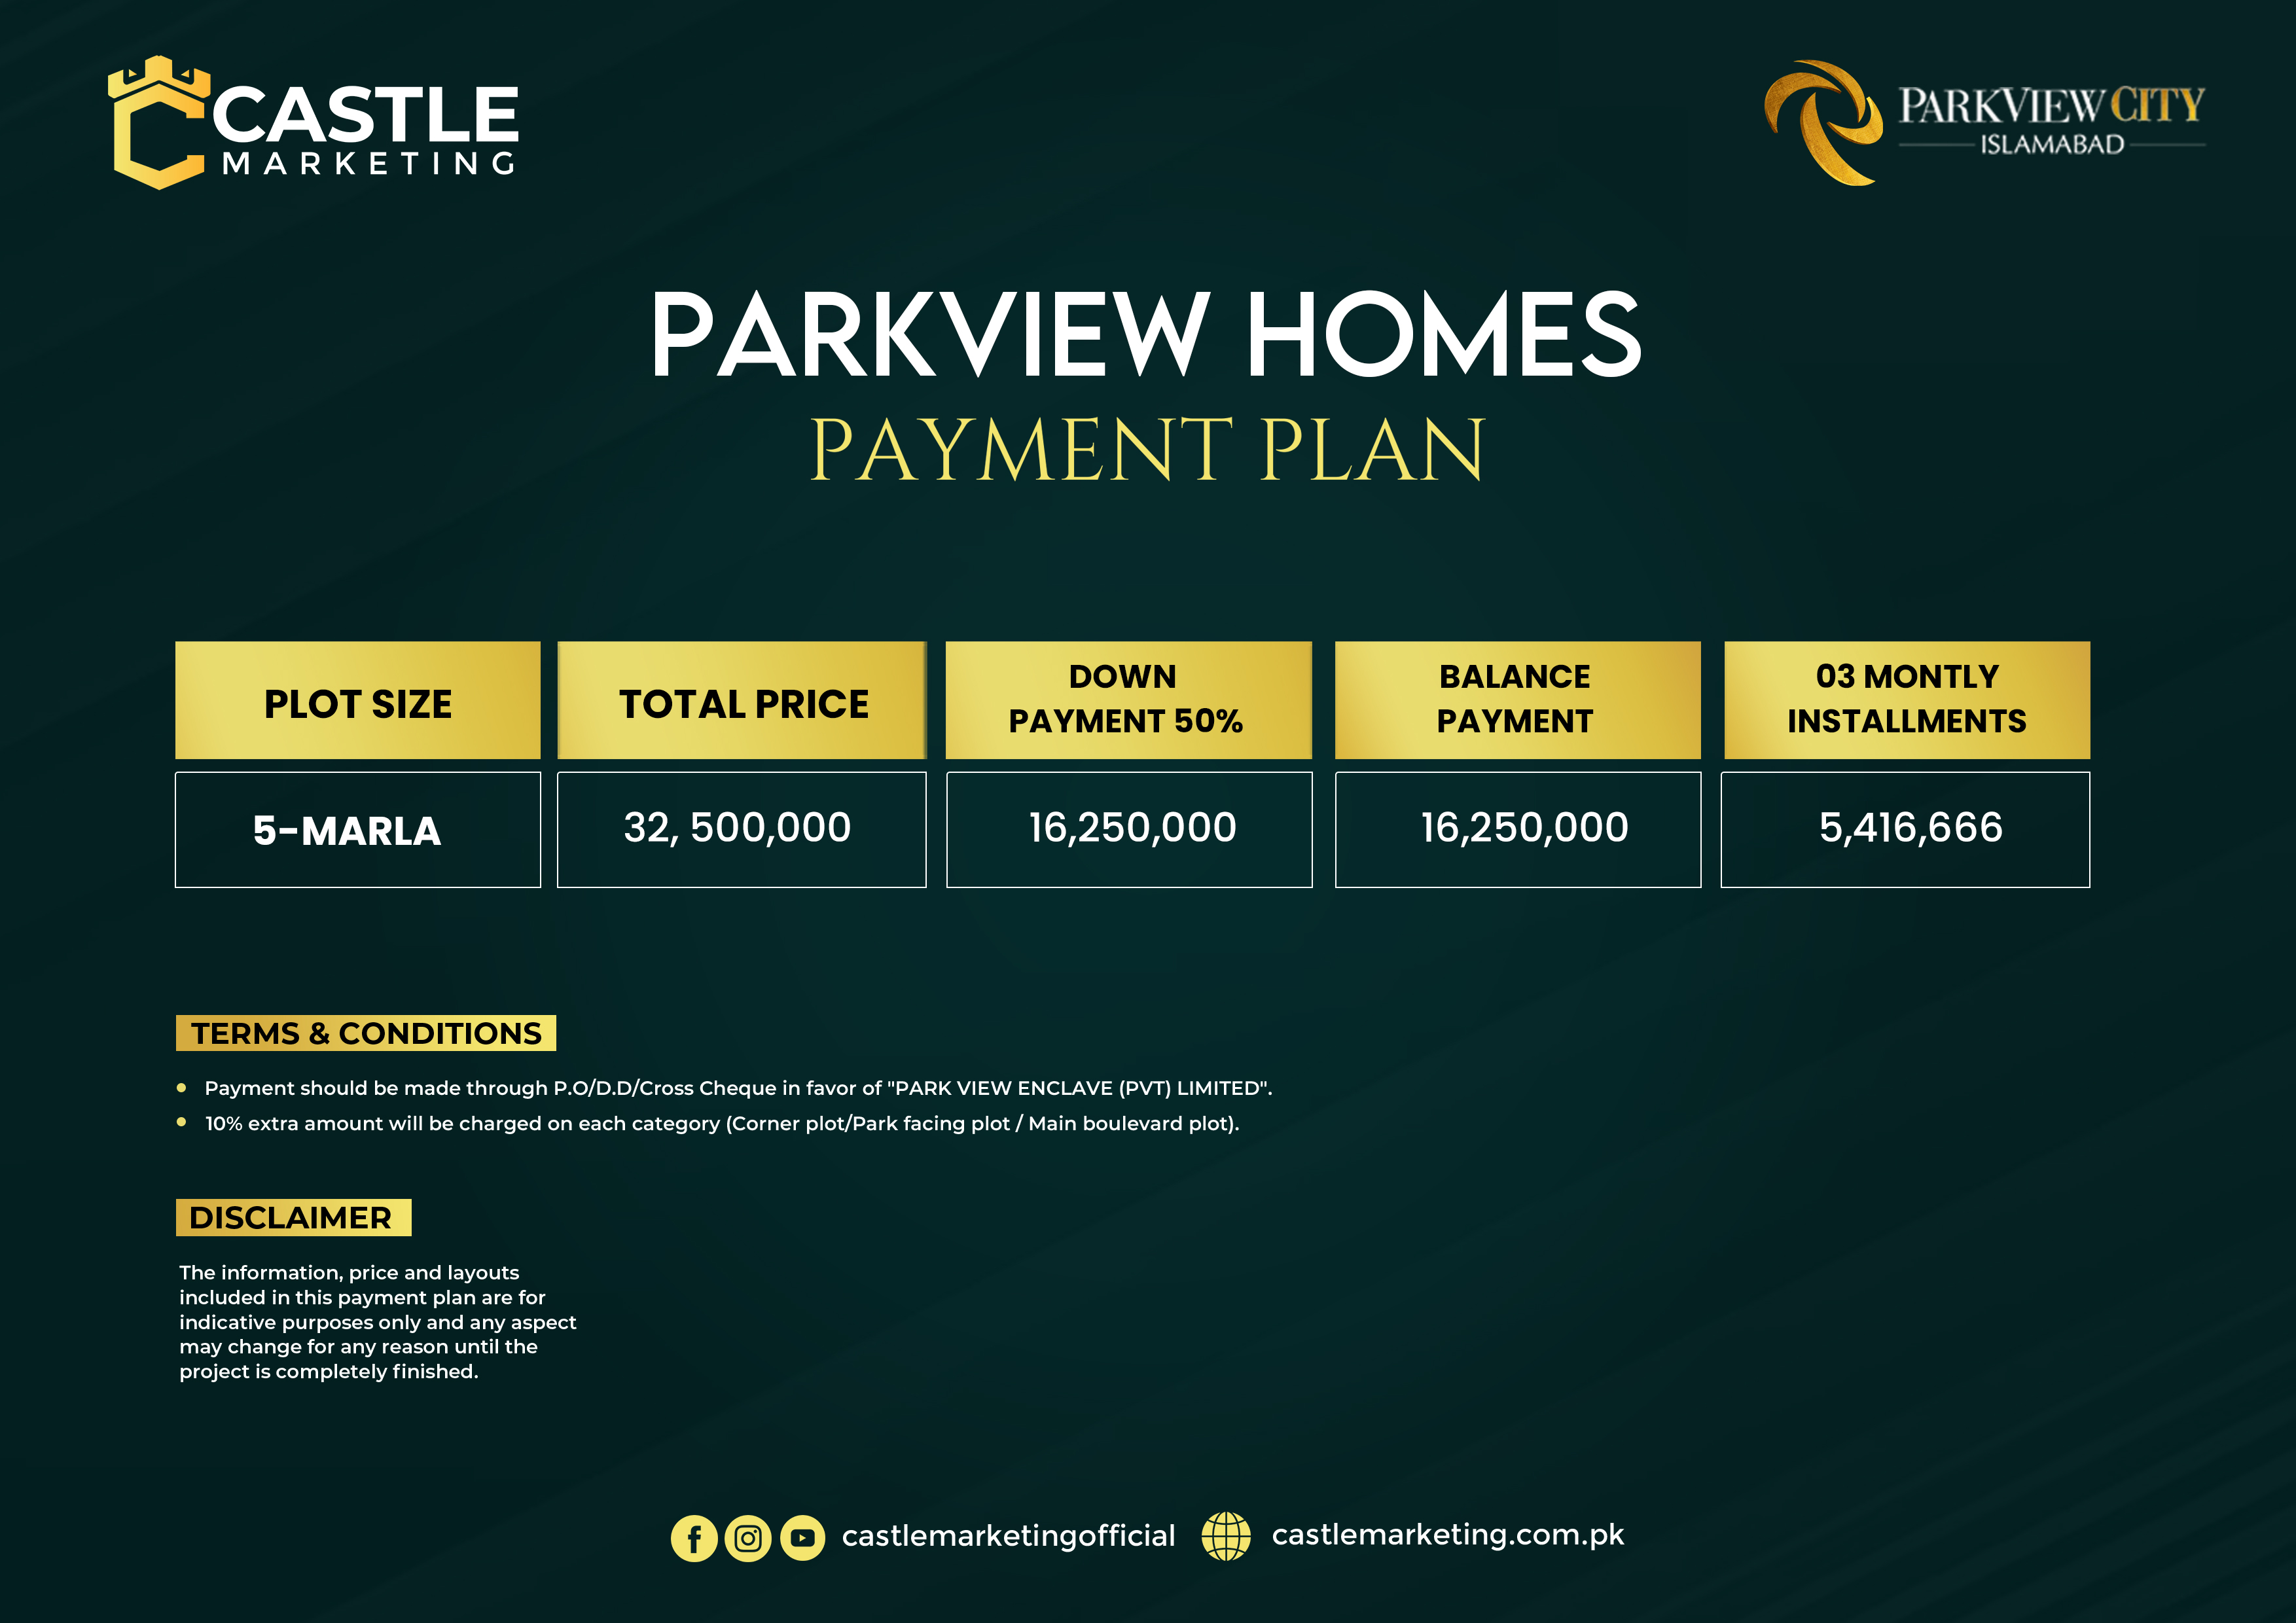 CASTLE
MARKETING
PARKVIEW CITY
ISLAMABAD
PARKVIEW HOMES
PAYMENT PLAN
PLOT SIZE
TOTAL PRICE
DOWN
PAYMENT 50%
BALANCE
PAYMENT
03 MONTLY
INSTALLMENTS
5-MARLA
32, 500,000
16,250,000
16,250,000
5,416,666
TERMS & CONDITIONS
• Payment should be made through P.O/D.D/Cross Cheque in favor of "PARK VIEW ENCLAVE (PVT) LIMITED".
• 10% extra amount will be charged on each category (Corner plot/Park facing plot / Main boulevard plot).
DISCLAIMER
The information, price and layouts
included in this payment plan are for
indicative purposes only and any aspect
may change for any reason until the
project is completely finished.
castlemarketingofficial
castlemarketing.com.pk